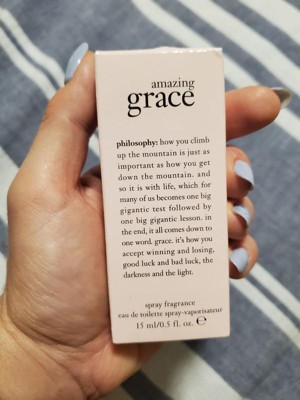 amazing
grace
philosophy: how you climb
up the mountain is just as
important as how you get
down the mountain. and
so it is with life, which for
many of us becomes one big
gigantic test followed by
one big gigantic lesson. in
the end, it all comes down to
one word. grace. it's how you
accept winning and losing,
good luck and bad luck, the
darkness and the light.
spray fragrance
eau de toilette spray-vaporisateur
15 ml/0.5 fl. oz. ℮